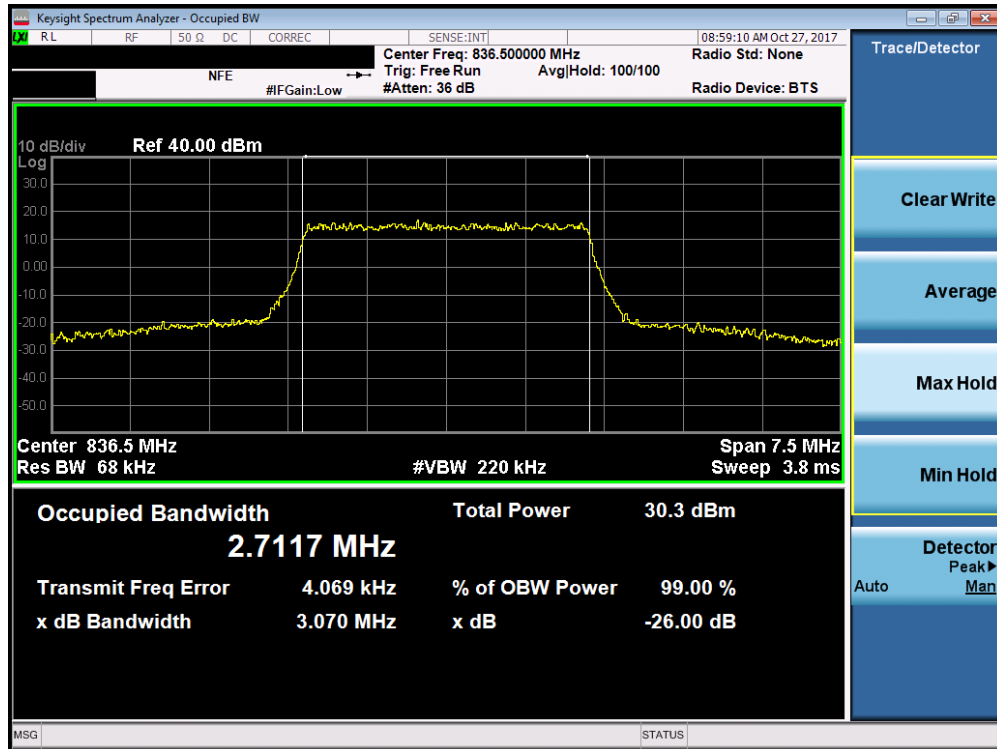 Keysight Spectrum Analyzer - Occupied BW
LXI RL RF 50 Ω DC CORREC SENSE:INT 08:59:10 AM Oct 27, 2017
Center Freq: 836.500000 MHz Radio Std: None
NFE Trig: Free Run Avg|Hold: 100/100
#IFGain:Low #Atten: 36 dB Radio Device: BTS
Trace/Detector
10 dB/div Ref 40.00 dBm
Log
30.0
20.0
10.0
0.00
-10.0
-20.0
-30.0
-40.0
-50.0
Center 836.5 MHz Span 7.5 MHz
Res BW 68 kHz #VBW 220 kHz Sweep 3.8 ms
Occupied Bandwidth Total Power 30.3 dBm
2.7117 MHz
Transmit Freq Error 4.069 kHz % of OBW Power 99.00 %
x dB Bandwidth 3.070 MHz x dB -26.00 dB
Clear Write
Average
Max Hold
Min Hold
Detector
Peak▶
Auto Man
MSG STATUS